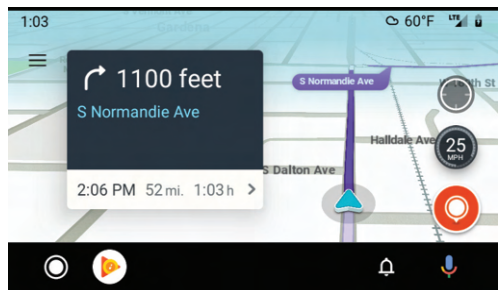 1:03
60°F
LTE
Gardena
1100 feet
S Normandie Ave
S Normandie Ave
Halldale Ave
25
MPH
S Dalton Ave
2:06 PM 52 mi. 1:03 h